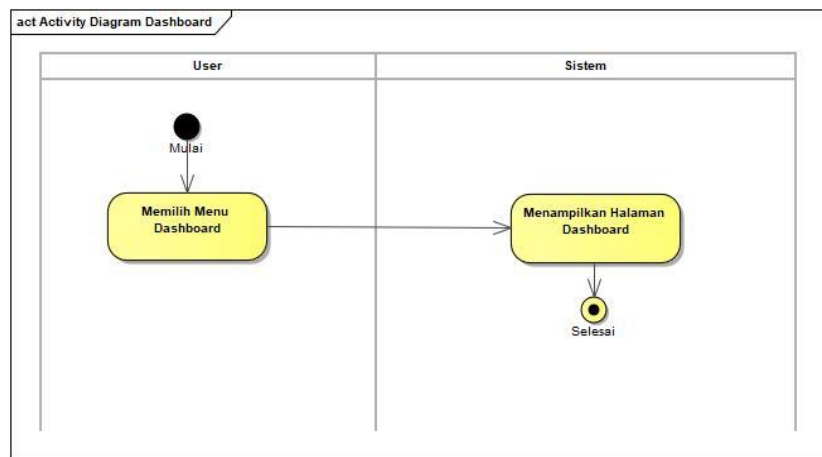 act Activity Diagram Dashboard
User
Sistem
Mulai
Memilih Menu
Dashboard
Menampilkan Halaman
Dashboard
Selesai